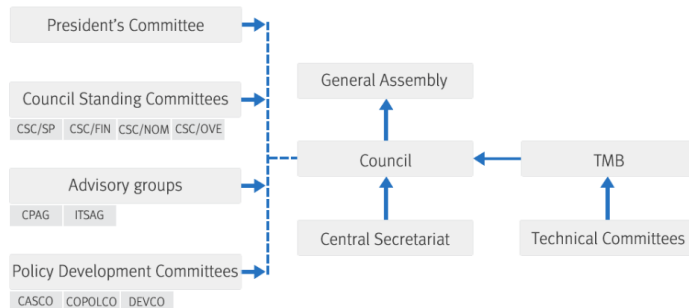 President's Committee
General Assembly
Council Standing Committees
CSC/SP CSC/FIN CSC/NOM CSC/OVE
Council
TMB
Advisory groups
CPAG ITSAG
Central Secretariat
Technical Committees
Policy Development Committees
CASCO COPOLCO DEVCO